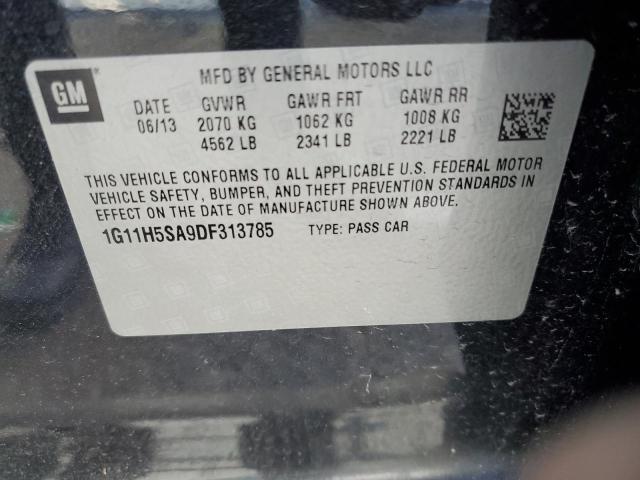 GM
MFD BY GENERAL MOTORS LLC
DATE GVWR GAWR FRT GAWR RR
06/13 2070 KG 1062 KG 1008 KG
4562 LB 2341 LB 2221 LB
THIS VEHICLE CONFORMS TO ALL APPLICABLE U.S. FEDERAL MOTOR
VEHICLE SAFETY, BUMPER, AND THEFT PREVENTION STANDARDS IN
EFFECT ON THE DATE OF MANUFACTURE SHOWN ABOVE.
1G11H5SA9DF313785 TYPE: PASS CAR